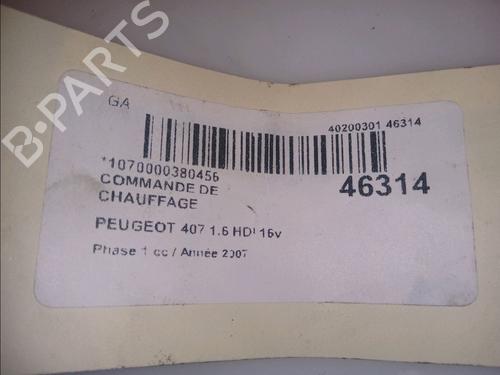 B-PARTS
GA
40200301 46314
*1070000380456
46314
COMMANDE DE
CHAUFFAGE
PEUGEOT 407 1.6 HDI 16v
Phase 1 cc / Année 2007